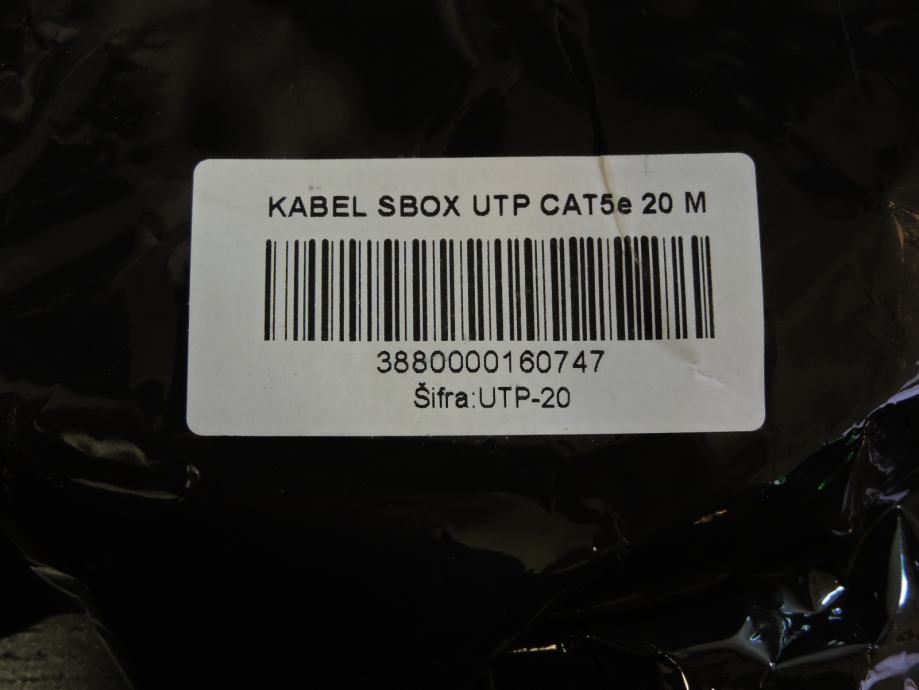 KABEL SBOX UTP CAT5e 20 M
3880000160747
Šifra:UTP-20